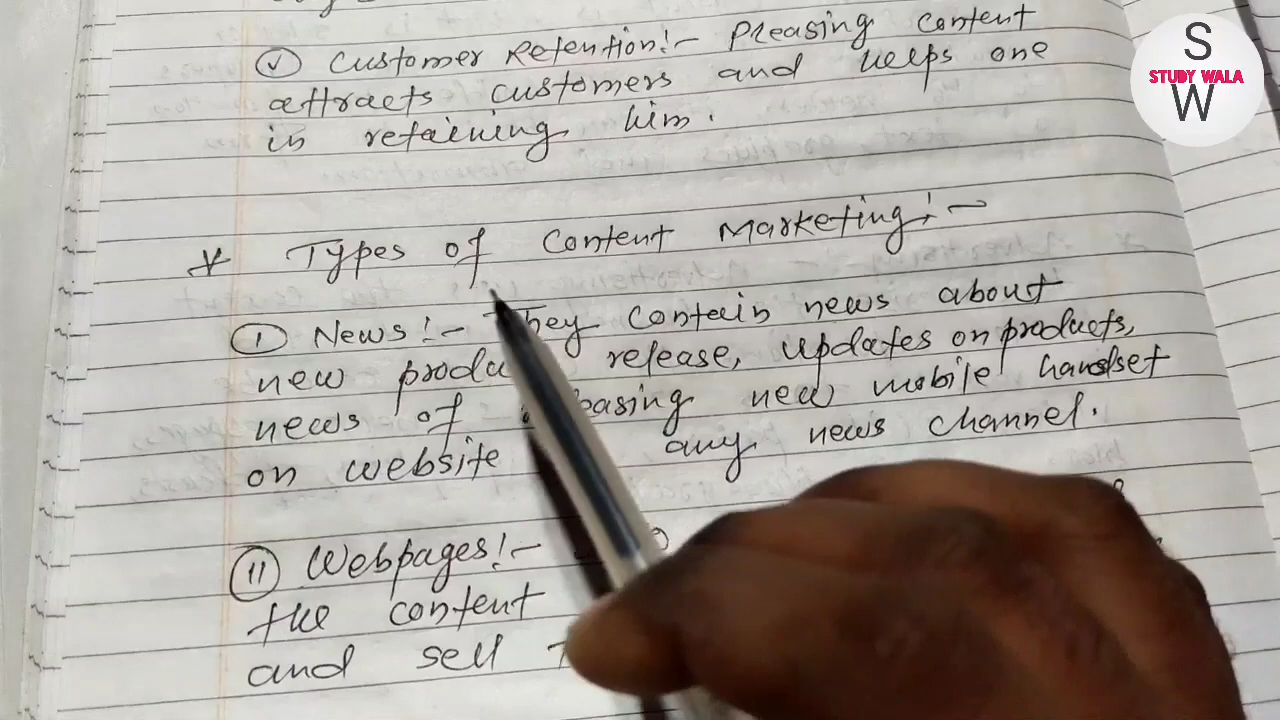 (v) Customer Retention:- Pleasing content
attracts customers and helps one
in retaining him.
* Types of Content Marketing:-
(i) News:- They contain news about
new release, updates on products,
news of new mobile handset
on website any news channel.
(ii) Webpages:-
the content
and sell
S
STUDY WALA
W